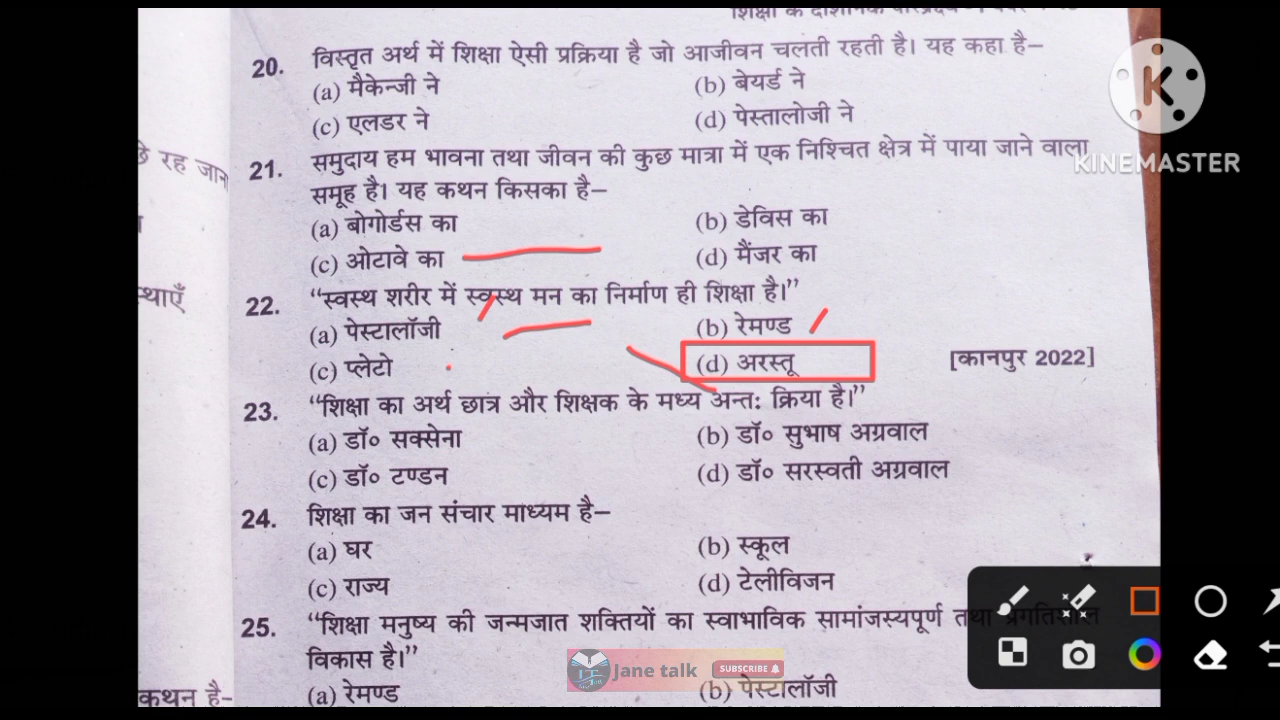 20. विस्तृत अर्थ में शिक्षा ऐसी प्रक्रिया है जो आजीवन चलती रहती है। यह कहा है–
(a) मैकेन्जी ने (b) बेयर्ड ने
(c) एलडर ने (d) पेस्तालोजी ने
KINEMASTER
छे रह जान
21. समुदाय हम भावना तथा जीवन की कुछ मात्रा में एक निश्चित क्षेत्र में पाया जाने वाला
समूह है। यह कथन किसका है–
(a) बोगोर्डस का (b) डेविस का
(c) ओटावे का (d) मैंजर का
स्थाएँ
22. “स्वस्थ शरीर में स्वस्थ मन का निर्माण ही शिक्षा है।”
(a) पेस्टालॉजी (b) रेमण्ड
(c) प्लेटो (d) अरस्तू [कानपुर 2022]
23. “शिक्षा का अर्थ छात्र और शिक्षक के मध्य अन्तः क्रिया है।”
(a) डॉ० सक्सेना (b) डॉ० सुभाष अग्रवाल
(c) डॉ० टण्डन (d) डॉ० सरस्वती अग्रवाल
24. शिक्षा का जन संचार माध्यम है–
(a) घर (b) स्कूल
(c) राज्य (d) टेलीविजन
25. “शिक्षा मनुष्य की जन्मजात शक्तियों का स्वाभाविक सामांजस्यपूर्ण तथा प्रगतिशील
विकास है।”
Jane talk SUBSCRIBE
कथन है–
(a) रेमण्ड (b) पेस्टालॉजी